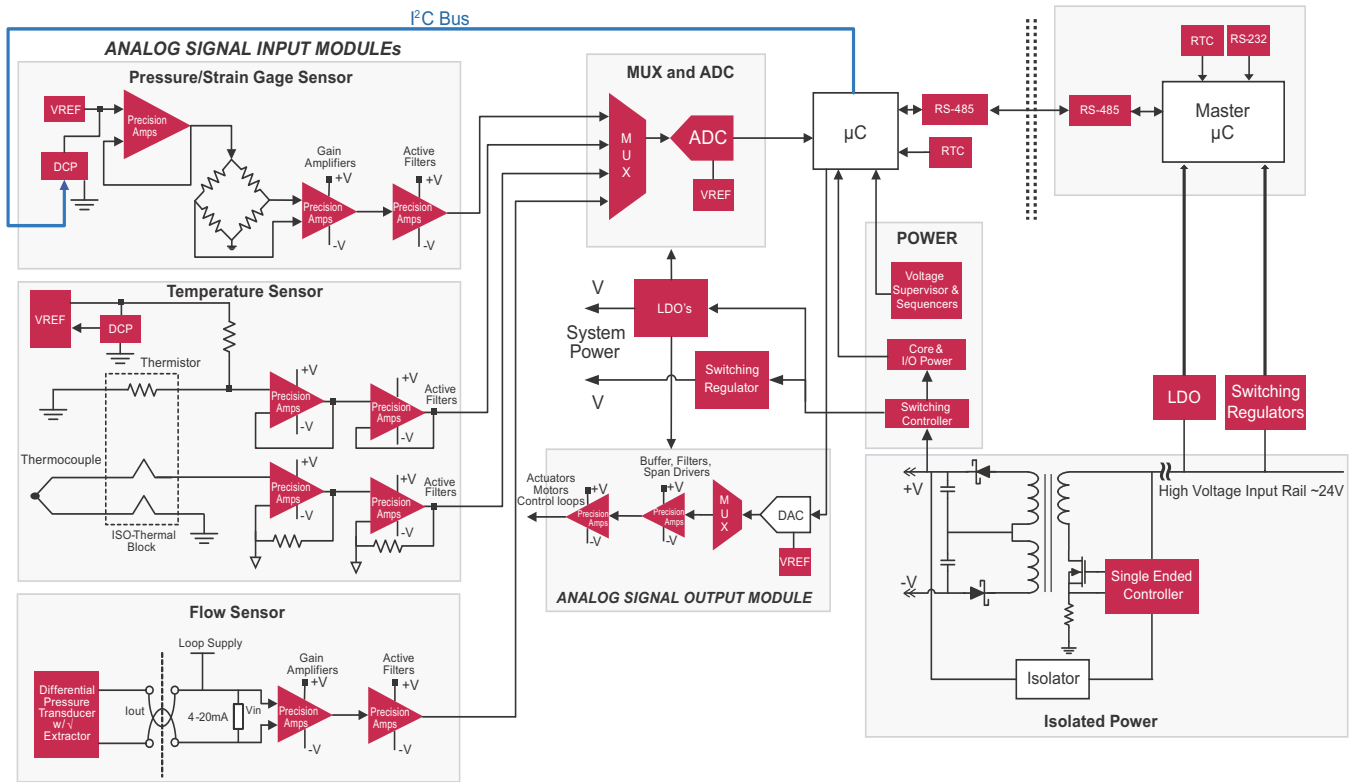 I²C Bus
ANALOG SIGNAL INPUT MODULEs
Pressure/Strain Gage Sensor
VREF
DCP
Precision
Amps
Gain
Amplifiers
+V
Precision
Amps
-V
Active
Filters
+V
Precision
Amps
-V
Temperature Sensor
VREF
DCP
Thermistor
+V
Precision
Amps
-V
+V
Precision
Amps
-V
Active
Filters
Thermocouple
ISO-Thermal
Block
+V
Precision
Amps
-V
+V
Precision
Amps
-V
Active
Filters
Flow Sensor
Loop Supply
Differential
Pressure
Transducer
w/ √
Extractor
Iout
4-20mA
Vin
Gain
Amplifiers
+V
Precision
Amps
-V
Active
Filters
+V
Precision
Amps
-V
MUX and ADC
MUX
ADC
VREF
V
LDO's
System
Power
Switching
Regulator
V
Buffer, Filters,
Span Drivers
Actuators
Motors
Control loops
+V
Precision
Amps
-V
+V
Precision
Amps
-V
MUX
DAC
VREF
ANALOG SIGNAL OUTPUT MODULE
µC
RS-485
RTC
POWER
Voltage
Supervisor &
Sequencers
Core &
I/O Power
Switching
Controller
RTC
RS-232
RS-485
Master
µC
LDO
Switching
Regulators
+V
-V
High Voltage Input Rail ~24V
Single Ended
Controller
Isolator
Isolated Power